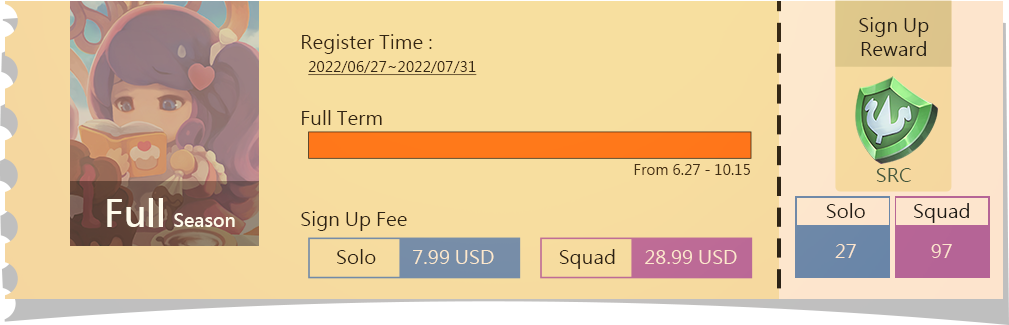 Full Season
Register Time :
2022/06/27~2022/07/31
Full Term
From 6.27 - 10.15
Sign Up Fee
Solo 7.99 USD
Squad 28.99 USD
Sign Up
Reward
SRC
Solo Squad
27 97